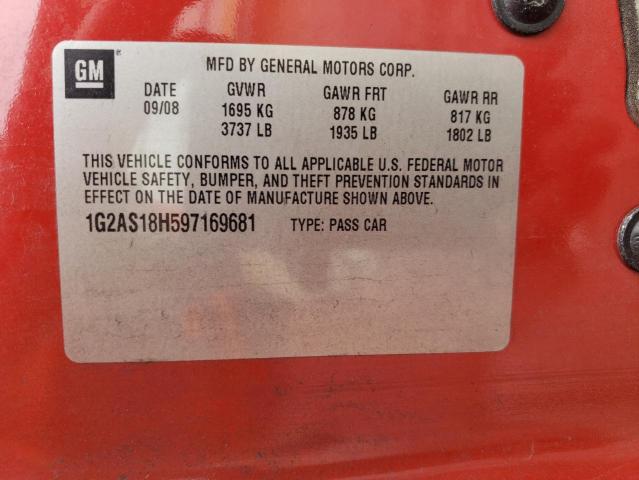 GM
MFD BY GENERAL MOTORS CORP.
DATE GVWR GAWR FRT GAWR RR
09/08 1695 KG 878 KG 817 KG
3737 LB 1935 LB 1802 LB
THIS VEHICLE CONFORMS TO ALL APPLICABLE U.S. FEDERAL MOTOR
VEHICLE SAFETY, BUMPER, AND THEFT PREVENTION STANDARDS IN
EFFECT ON THE DATE OF MANUFACTURE SHOWN ABOVE.
1G2AS18H597169681 TYPE: PASS CAR